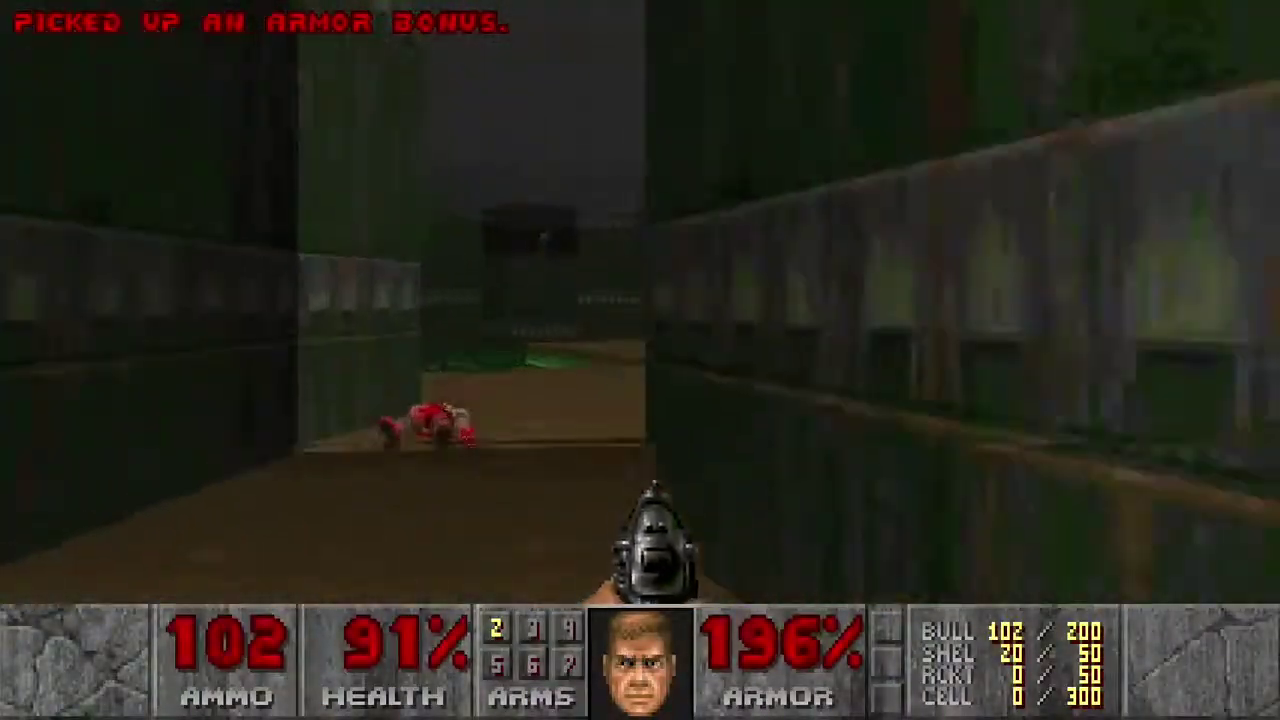 PICKED UP AN ARMOR BONUS.
102 91% 2 3 4 196% BULL 102 / 200
5 6 7 SHEL 20 / 50
RCKT 0 / 50
AMMO HEALTH ARMS ARMOR CELL 0 / 300